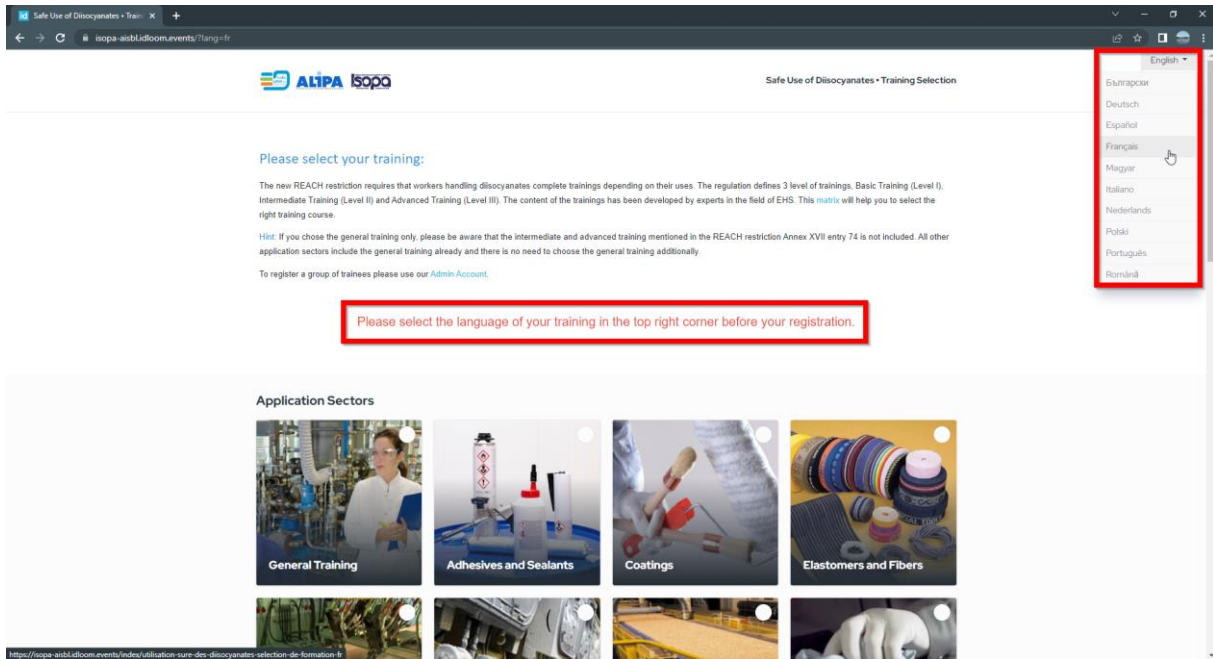 Safe Use of Diisocyanates • Train
isopa-aisbl.idloom.events/?lang=fr
English
Български
Deutsch
Español
Français
Magyar
Italiano
Nederlands
Polski
Português
Română
ALIPA isopa
Safe Use of Diisocyanates • Training Selection
Please select your training:
The new REACH restriction requires that workers handling diisocyanates complete trainings depending on their uses. The regulation defines 3 level of trainings, Basic Training (Level I),
Intermediate Training (Level II) and Advanced Training (Level III). The content of the trainings has been developed by experts in the field of EHS. This matrix will help you to select the
right training course.
Hint: If you chose the general training only, please be aware that the intermediate and advanced training mentioned in the REACH restriction Annex XVII entry 74 is not included. All other
application sectors include the general training already and there is no need to choose the general training additionally.
To register a group of trainees please use our Admin Account.
Please select the language of your training in the top right corner before your registration.
Application Sectors
General Training
Adhesives and Sealants
Coatings
Elastomers and Fibers
https://isopa-aisbl.idloom.events/index/utilisation-sure-des-diisocyanates-selection-de-formation-fr